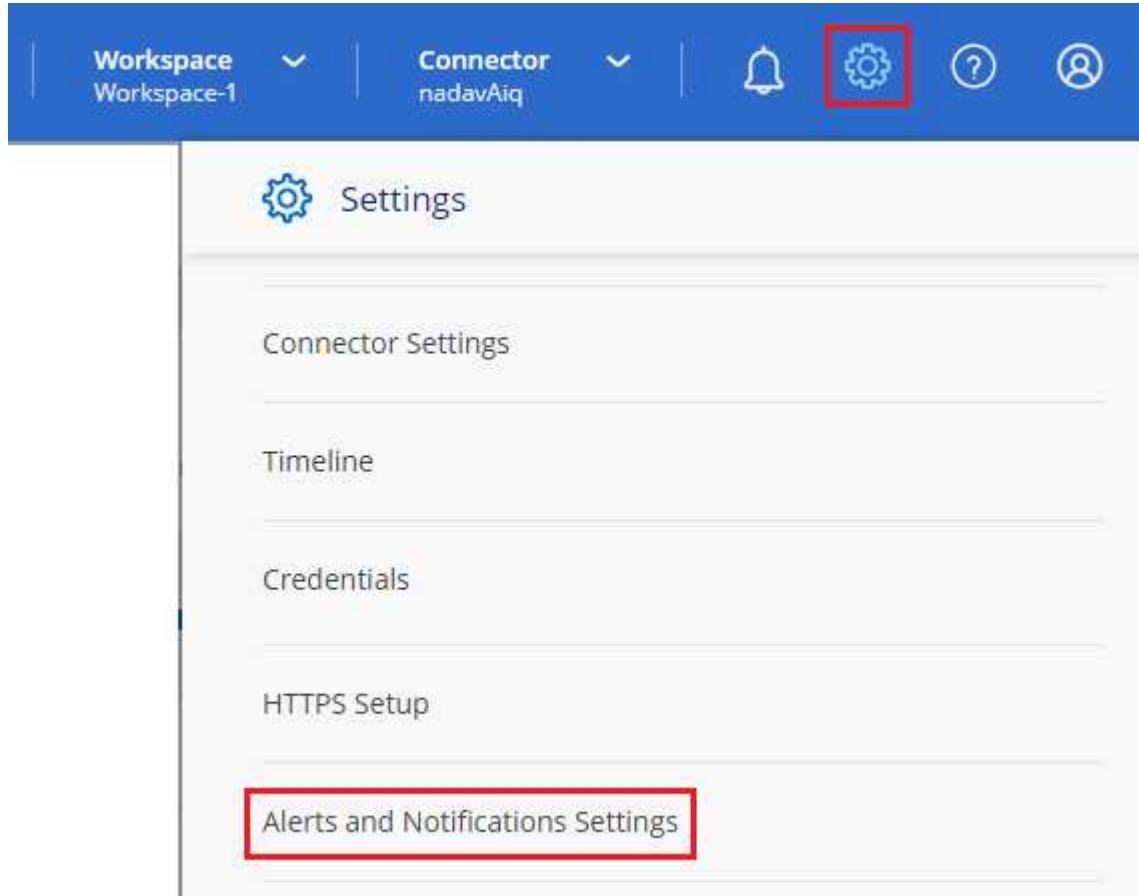 Workspace
Workspace-1
Connector
nadavAiq
Settings
Connector Settings
Timeline
Credentials
HTTPS Setup
Alerts and Notifications Settings